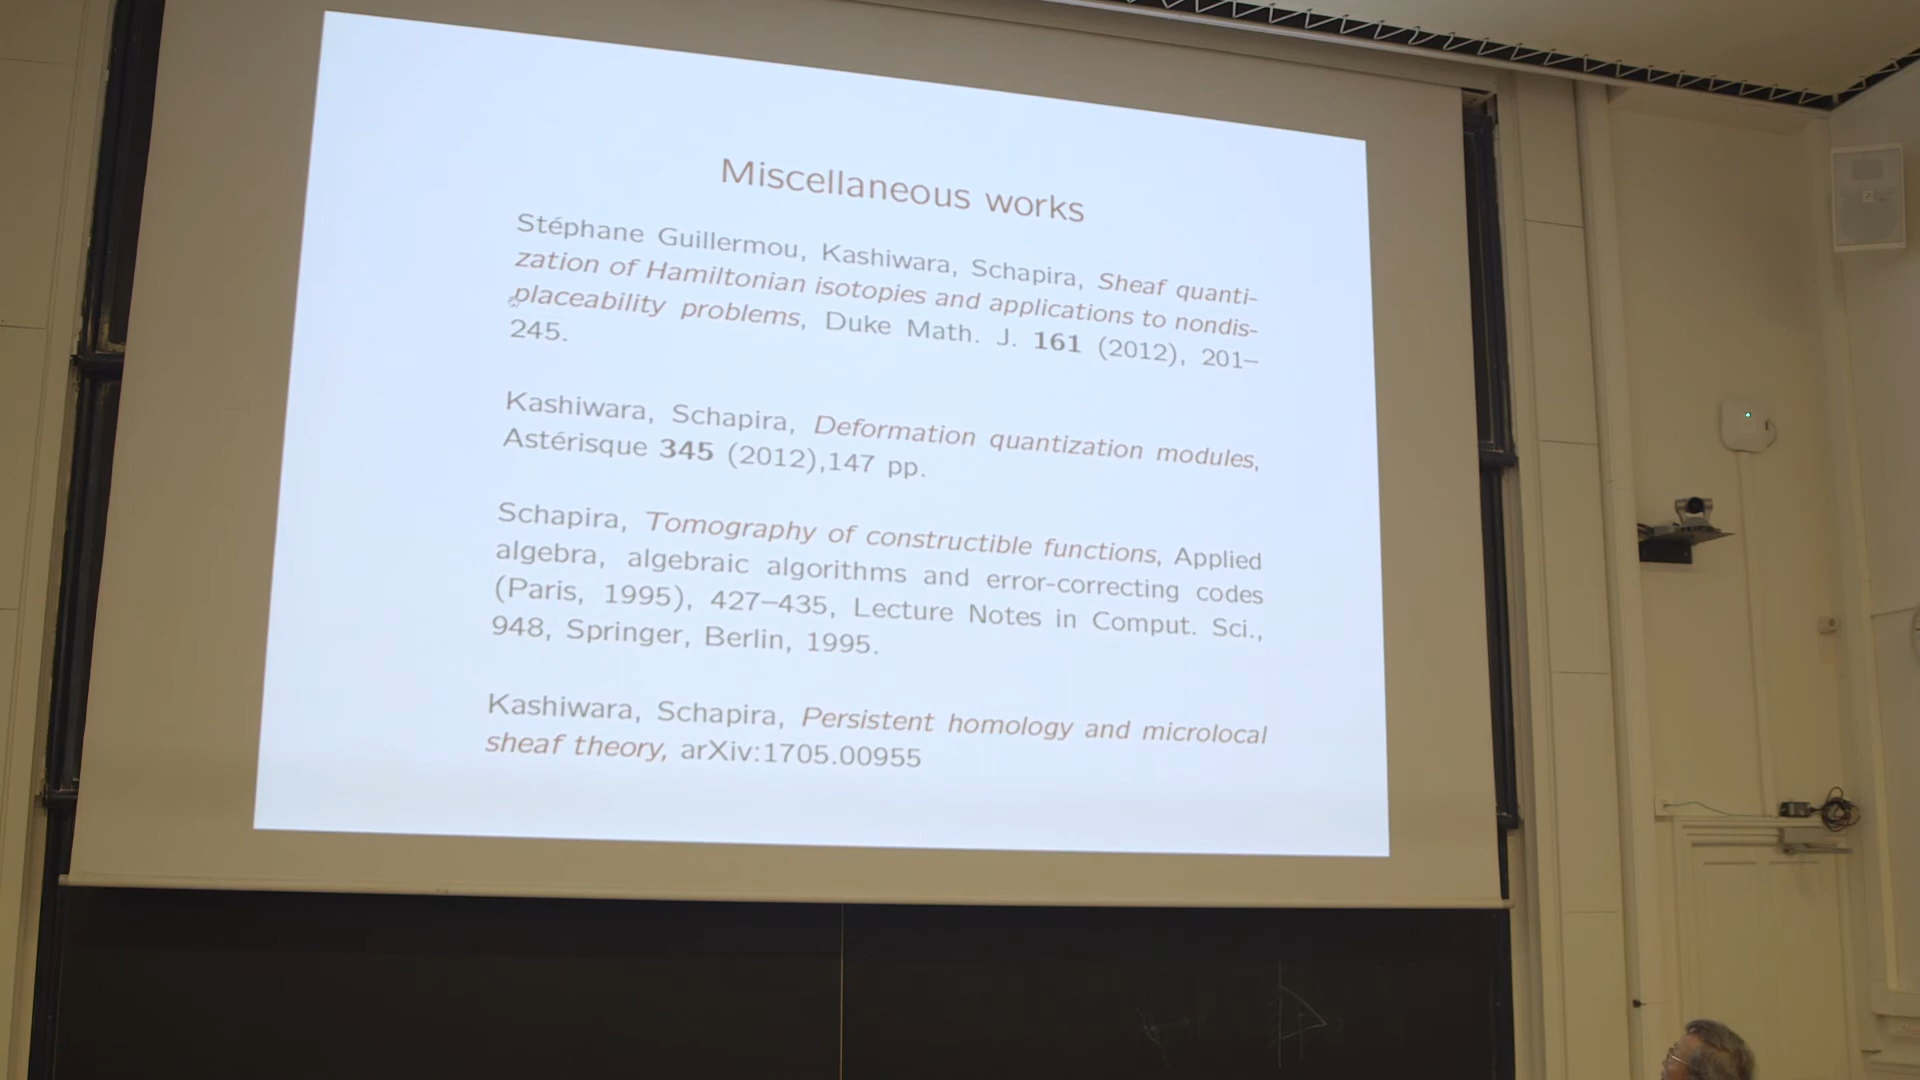 Miscellaneous works
Stéphane Guillermou, Kashiwara, Schapira, Sheaf quanti-
zation of Hamiltonian isotopies and applications to nondis-
placeability problems, Duke Math. J. 161 (2012), 201–
245.
Kashiwara, Schapira, Deformation quantization modules,
Astérisque 345 (2012),147 pp.
Schapira, Tomography of constructible functions, Applied
algebra, algebraic algorithms and error-correcting codes
(Paris, 1995), 427–435, Lecture Notes in Comput. Sci.,
948, Springer, Berlin, 1995.
Kashiwara, Schapira, Persistent homology and microlocal
sheaf theory, arXiv:1705.00955